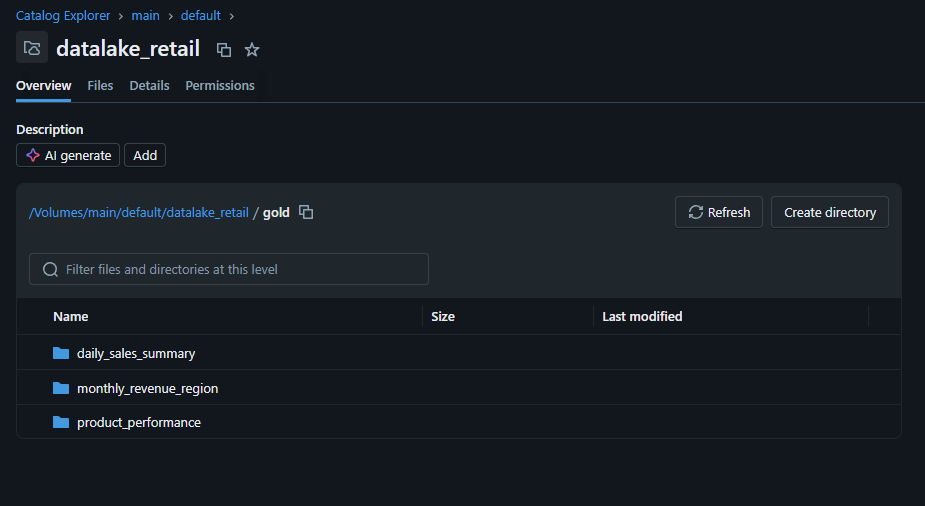 Catalog Explorer > main > default >
datalake_retail
Overview Files Details Permissions
Description
AI generate Add
/Volumes/main/default/datalake_retail / gold Refresh Create directory
Filter files and directories at this level
Name Size Last modified
daily_sales_summary
monthly_revenue_region
product_performance